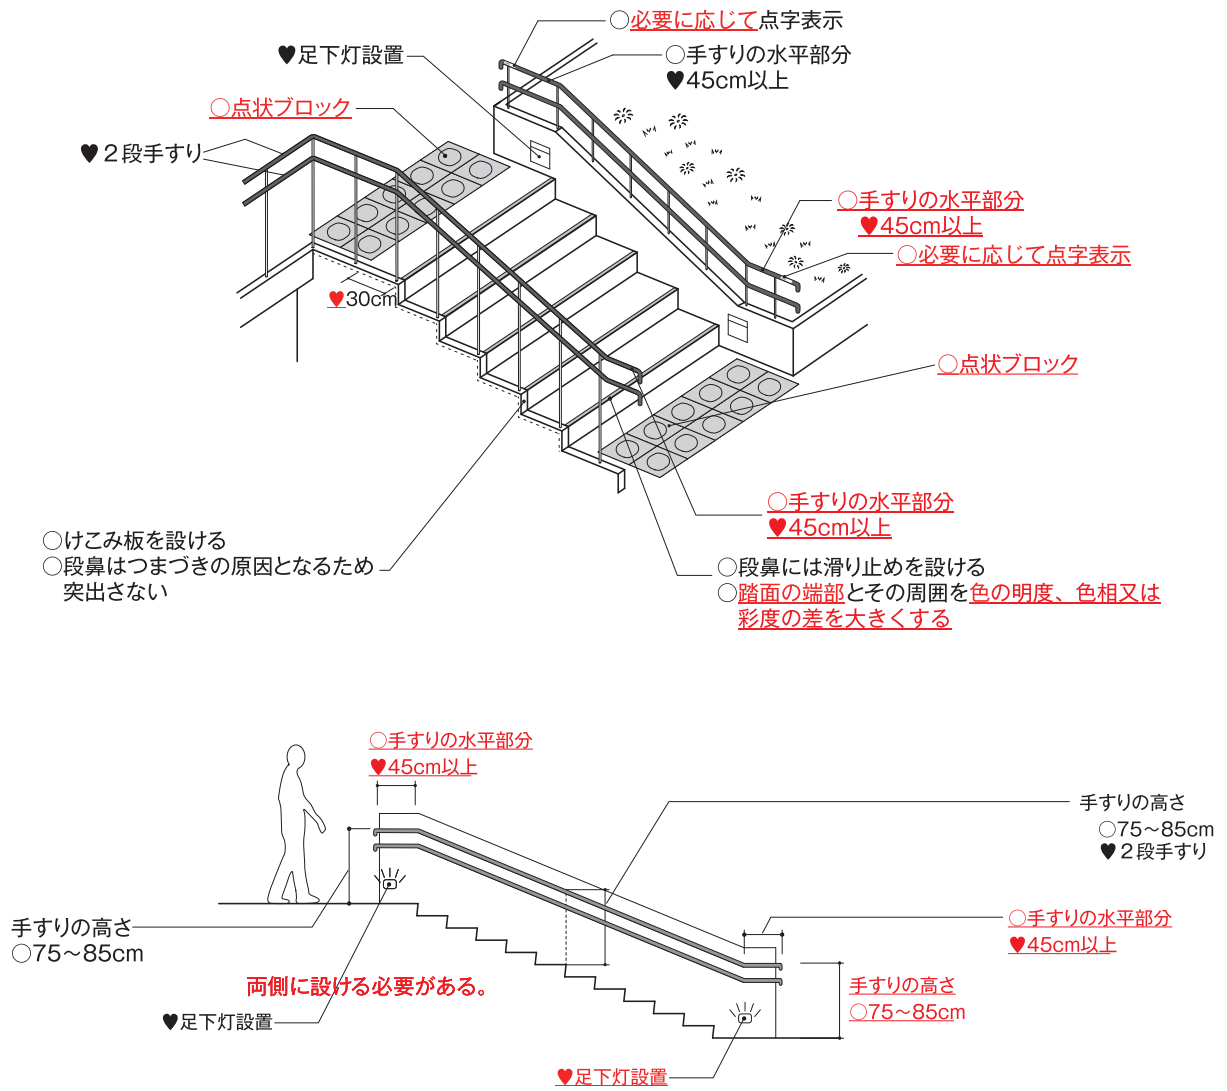 ○必要に応じて点字表示
♥足下灯設置
○手すりの水平部分
♥45cm以上
○点状ブロック
♥２段手すり
○手すりの水平部分
♥45cm以上
○必要に応じて点字表示
♥30cm
○点状ブロック
○手すりの水平部分
♥45cm以上
○けこみ板を設ける
○段鼻はつまづきの原因となるため
突出さない
○段鼻には滑り止めを設ける
○踏面の端部とその周囲を色の明度、色相又は
彩度の差を大きくする
○手すりの水平部分
♥45cm以上
手すりの高さ
○75～85cm
♥２段手すり
手すりの高さ
○75～85cm
○手すりの水平部分
♥45cm以上
両側に設ける必要がある。
手すりの高さ
○75～85cm
♥足下灯設置
♥足下灯設置